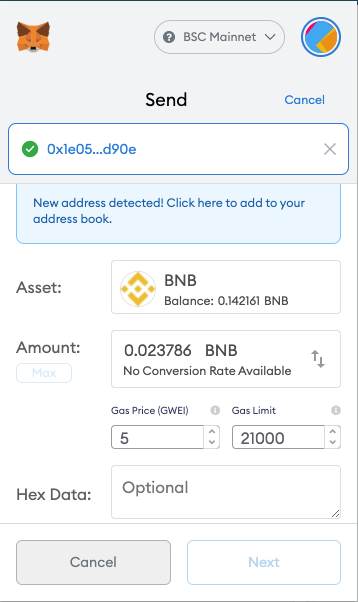 BSC Mainnet
Send
Cancel
0x1e05...d90e
New address detected! Click here to add to your
address book.
Asset:
BNB
Balance: 0.142161 BNB
Amount:
Max
0.023786 BNB
No Conversion Rate Available
Gas Price (GWEI)
Gas Limit
5
21000
Hex Data:
Optional
Cancel
Next